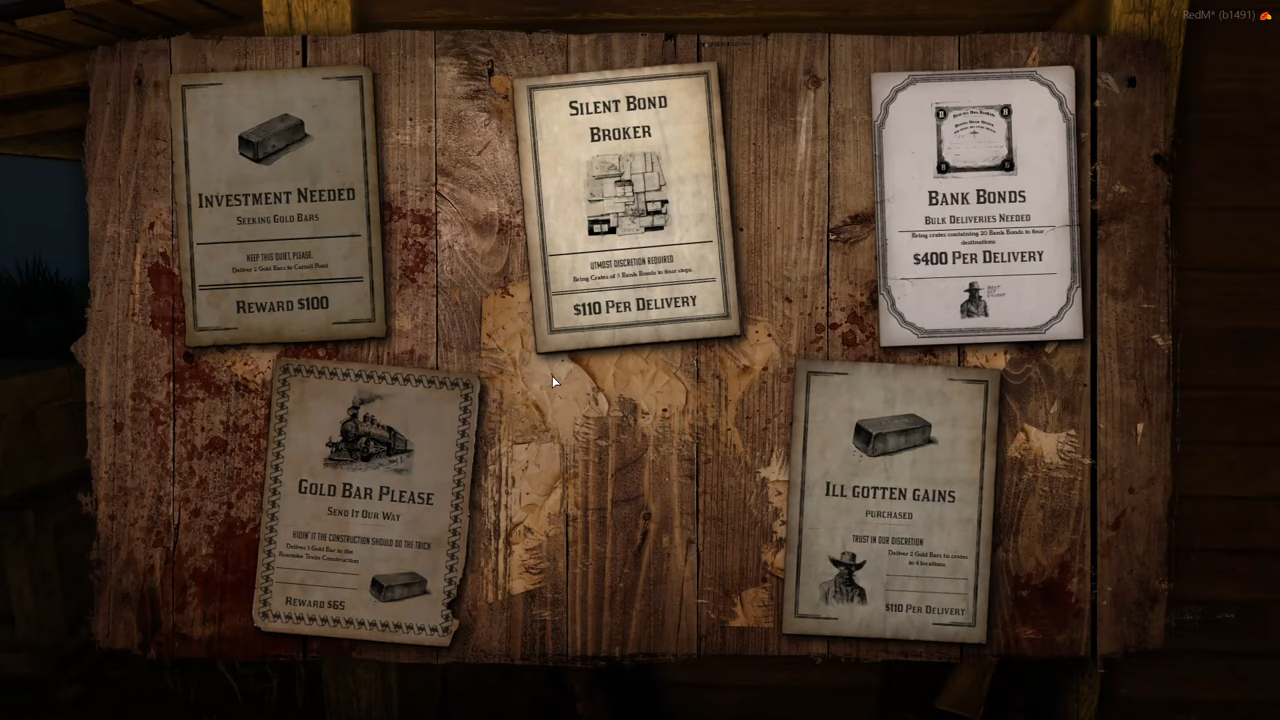 RedM* (b1491)
INVESTMENT NEEDED
SEEKING GOLD BARS
KEEP THIS QUIET, PLEASE.
Deliver 2 Gold Bars to Cattail Pond
REWARD $100
SILENT BOND
BROKER
UTMOST DISCRETION REQUIRED
Bring Crates of 5 Bank Bonds to four stops.
$110 PER DELIVERY
BANK BONDS
BULK DELIVERIES NEEDED
Bring crates containing 20 Bank Bonds to four
destinations
$400 PER DELIVERY
GOLD BAR PLEASE
SEND IT OUR WAY
HIDIN' IT THE CONSTRUCTION SHOULD DO THE TRICK
Deliver 1 Gold Bar to the
Roanoke Train Construction
REWARD $65
ILL GOTTEN GAINS
PURCHASED
TRUST IN OUR DISCRETION
Deliver 2 Gold Bars in crates
to 4 locations.
$110 PER DELIVERY